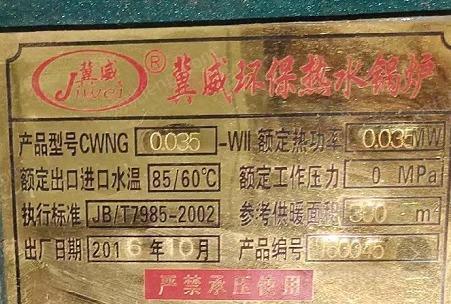 冀威 Jiwei ® 冀威环保热水锅炉
产品型号CWNG 0.035 -WII 额定热功率 0.035 MW
额定出口进口水温 85/60℃ 额定工作压力 0 MPa
执行标准 JB/T7985-2002 参考供暖面积 m²
出厂日期 2016年10月 产品编号
严禁承压使用